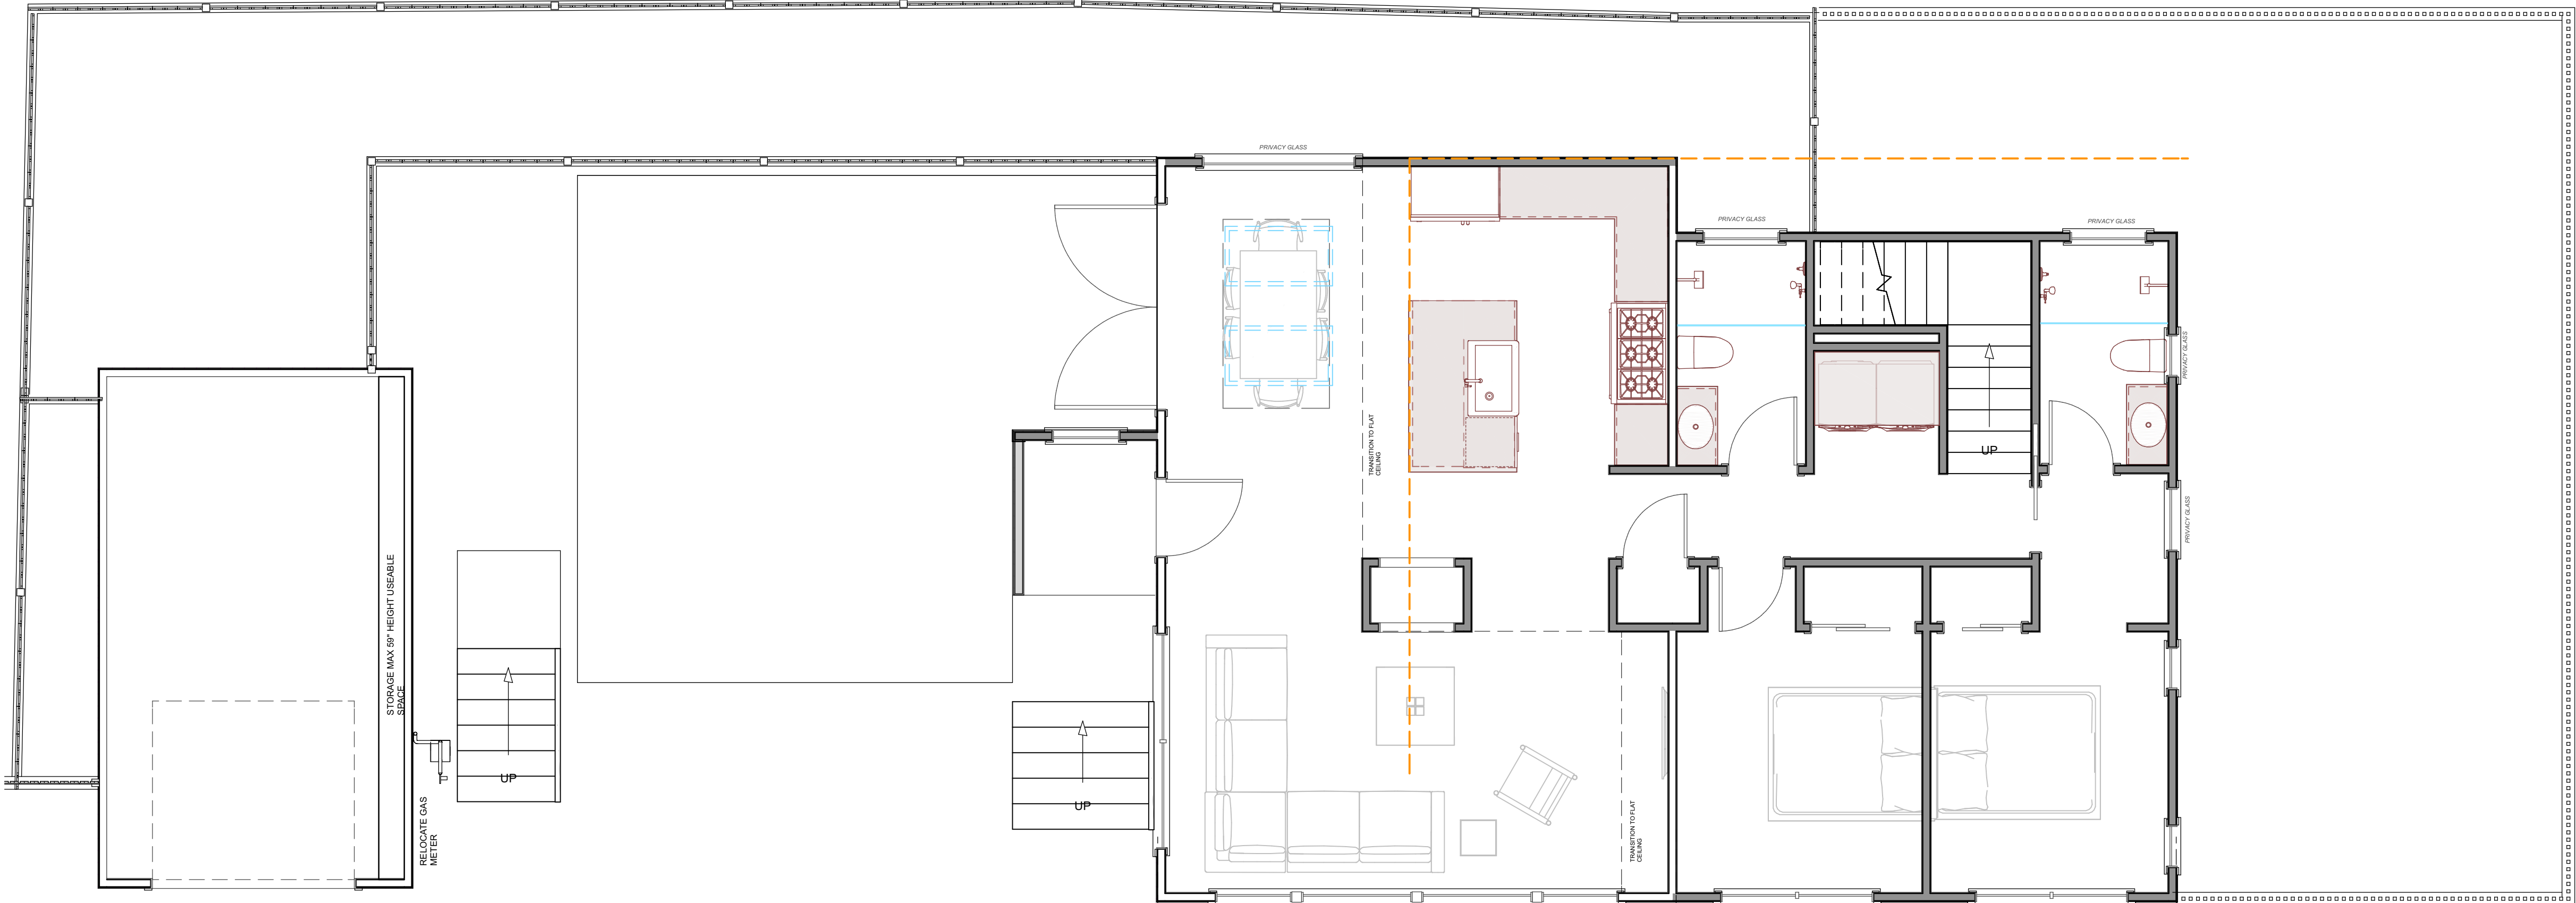 PRIVACY GLASS
PRIVACY GLASS
PRIVACY GLASS
PRIVACY GLASS
TRANSITION TO FLAT
CEILING
UP
PRIVACY GLASS
STORAGE MAX 59" HEIGHT USEABLE
SPACE
UP
UP
RELOCATE GAS
METER
TRANSITION TO FLAT
CEILING